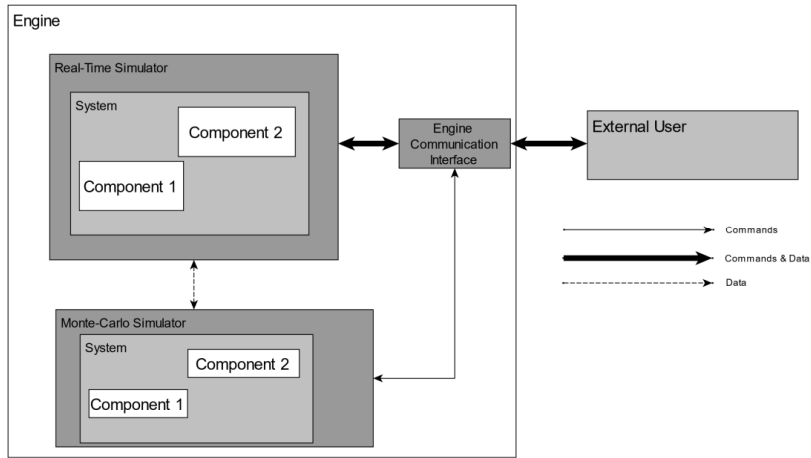 Engine
Real-Time Simulator
System
Component 2
Component 1
Engine
Communication
Interface
External User
Commands
Commands & Data
Data
Monte-Carlo Simulator
System
Component 2
Component 1